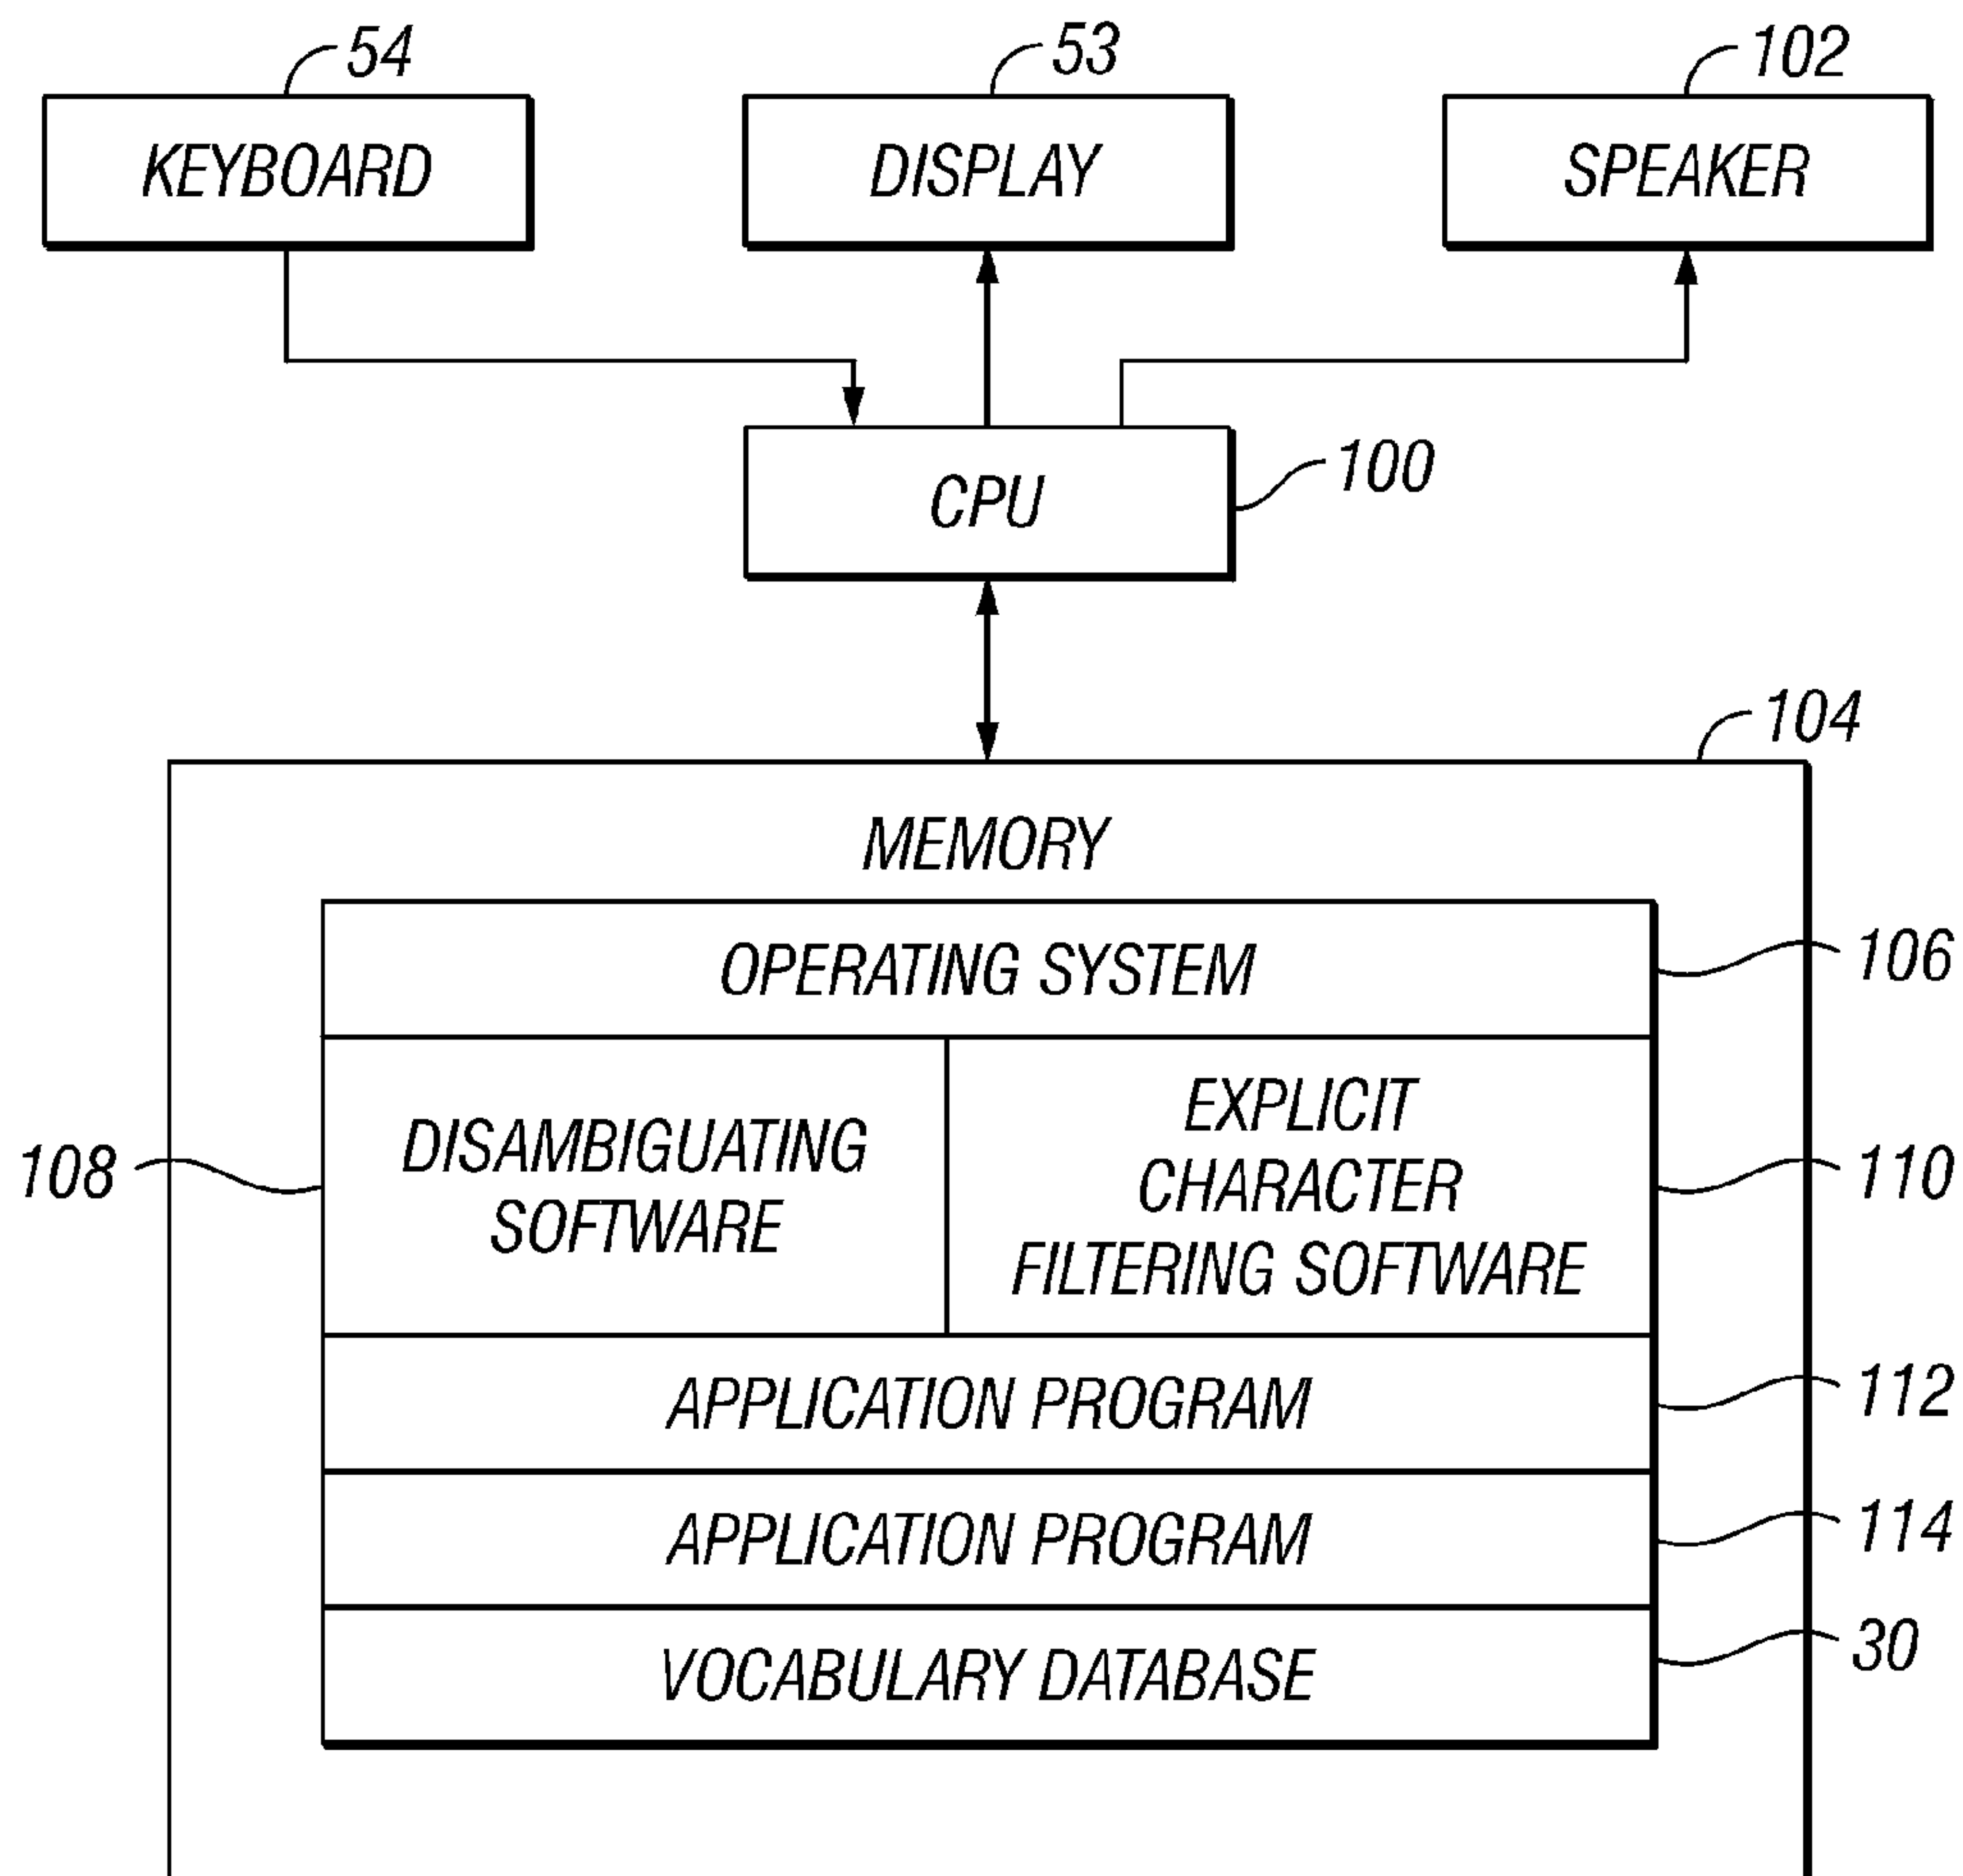 54
53
102
KEYBOARD
DISPLAY
SPEAKER
CPU
100
104
MEMORY
OPERATING SYSTEM
106
108
DISAMBIGUATING
SOFTWARE
EXPLICIT
CHARACTER
FILTERING SOFTWARE
110
APPLICATION PROGRAM
112
APPLICATION PROGRAM
114
VOCABULARY DATABASE
30